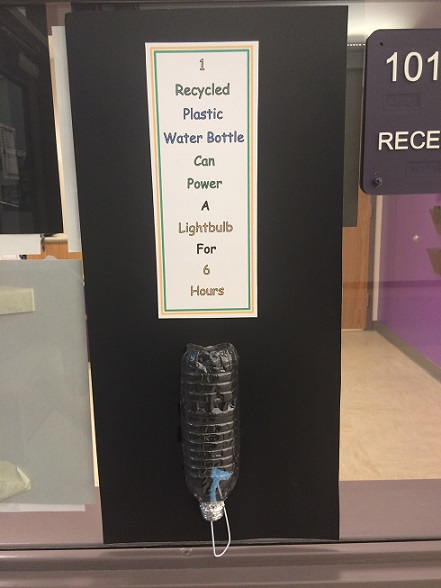 1
Recycled
Plastic
Water Bottle
Can
Power
A
Lightbulb
For
6
Hours
101
RECE